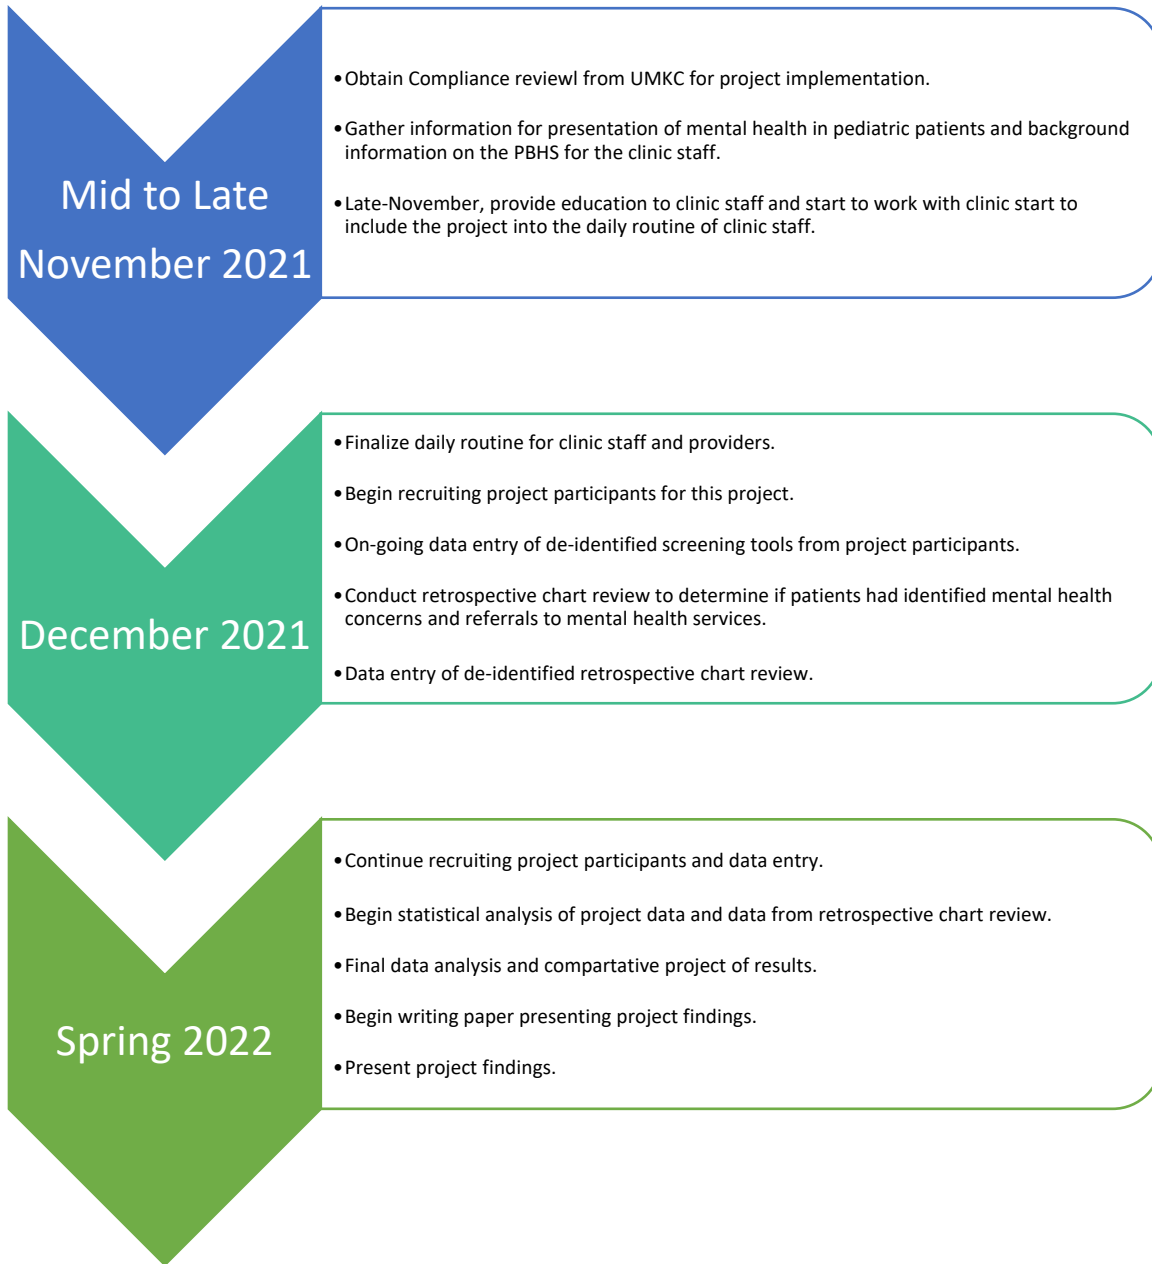 Mid to Late
November 2021
•Obtain Compliance reviewl from UMKC for project implementation.
•Gather information for presentation of mental health in pediatric patients and background
information on the PBHS for the clinic staff.
•Late-November, provide education to clinic staff and start to work with clinic start to
include the project into the daily routine of clinic staff.
December 2021
•Finalize daily routine for clinic staff and providers.
•Begin recruiting project participants for this project.
•On-going data entry of de-identified screening tools from project participants.
•Conduct retrospective chart review to determine if patients had identified mental health
concerns and referrals to mental health services.
•Data entry of de-identified retrospective chart review.
Spring 2022
•Continue recruiting project participants and data entry.
•Begin statistical analysis of project data and data from retrospective chart review.
•Final data analysis and compartative project of results.
•Begin writing paper presenting project findings.
•Present project findings.